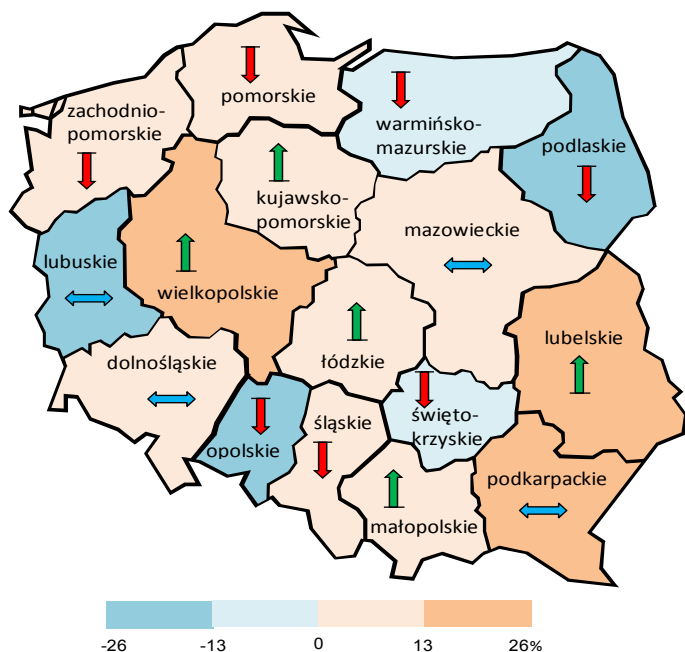 pomorskie
zachodnio-
pomorskie
warmińsko-
mazurskie
podlaskie
kujawsko-
pomorskie
mazowieckie
lubuskie
wielkopolskie
lubelskie
dolnośląskie
łódzkie
śląskie
święto-
krzyskie
opolskie
podkarpackie
małopolskie
-26 -13 0 13 26%